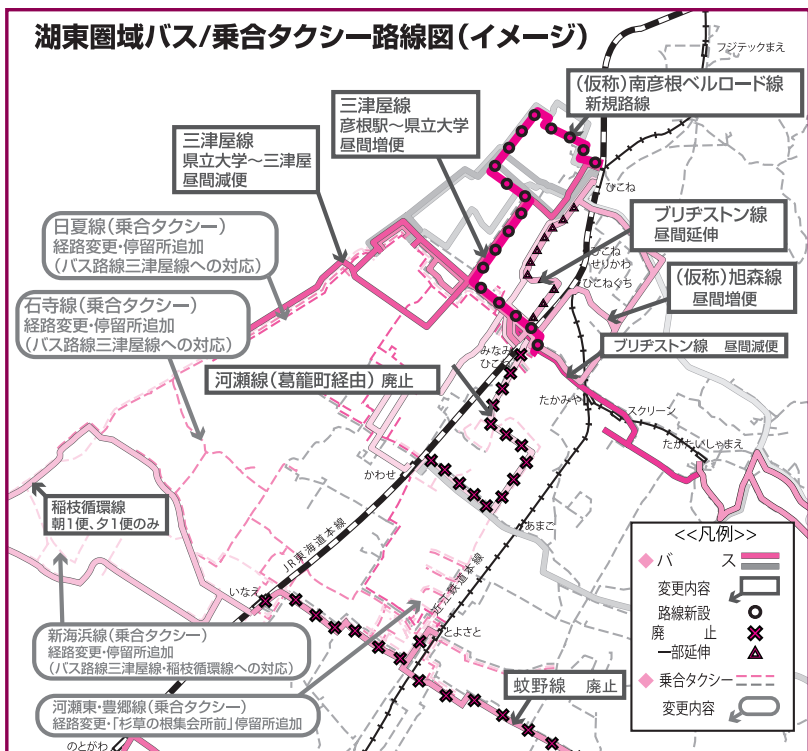 湖東圏域バス/乗合タクシー路線図(イメージ)
フジテックまえ
(仮称)南彦根ベルロード線
新規路線
三津屋線
彦根駅～県立大学
昼間増便
三津屋線
県立大学～三津屋
昼間減便
ひこね
日夏線(乗合タクシー)
経路変更・停留所追加
(バス路線三津屋線への対応)
ブリヂストン線
昼間延伸
ひこね
せりかわ
(仮称)旭森線
昼間増便
ひこねぐち
石寺線(乗合タクシー)
経路変更・停留所追加
(バス路線三津屋線への対応)
ブリヂストン線 昼間減便
みなみ
ひこね
河瀬線(葛籠町経由)廃止
たかみや
スクリーン
たがたいしゃまえ
かわせ
稲枝循環線
朝1便、夕1便のみ
JR東海道本線
あまご
近江鉄道本線
いなえ
とよさと
新海浜線(乗合タクシー)
経路変更・停留所追加
(バス路線三津屋線・稲枝循環線への対応)
河瀬東・豊郷線(乗合タクシー)
経路変更・「杉草の根集会所前」停留所追加
蚊野線 廃止
のとがわ
<<凡例>>
バス
変更内容
路線新設
廃止
一部延伸
乗合タクシー
変更内容